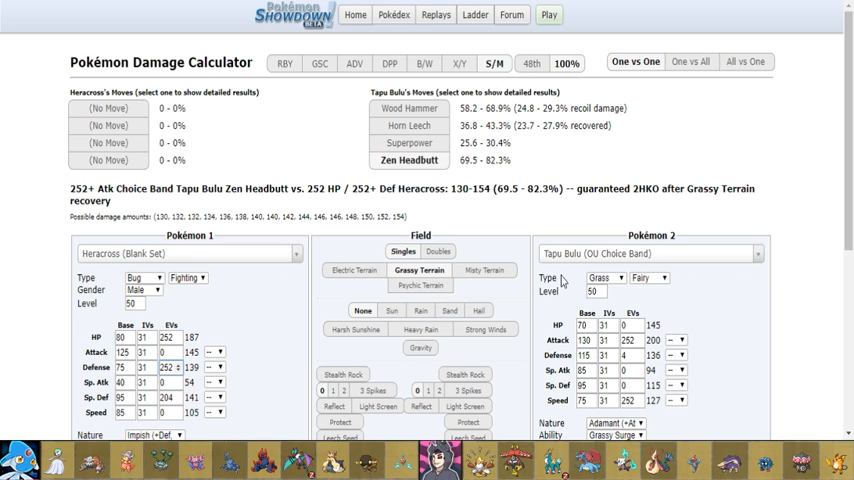 Pokémon
SHOWDOWN!
BETA
Home Pokédex Replays Ladder Forum Play
Pokémon Damage Calculator RBY GSC ADV DPP B/W X/Y S/M 48th 100% One vs One One vs All All vs One
Heracross's Moves (select one to show detailed results) Tapu Bulu's Moves (select one to show detailed results)
(No Move) 0 - 0% Wood Hammer 58.2 - 68.9% (24.8 - 29.3% recoil damage)
(No Move) 0 - 0% Horn Leech 36.8 - 43.3% (23.7 - 27.9% recovered)
(No Move) 0 - 0% Superpower 25.6 - 30.4%
(No Move) 0 - 0% Zen Headbutt 69.5 - 82.3%
252+ Atk Choice Band Tapu Bulu Zen Headbutt vs. 252 HP / 252+ Def Heracross: 130-154 (69.5 - 82.3%) -- guaranteed 2HKO after Grassy Terrain
recovery
Possible damage amounts: (130, 132, 132, 134, 136, 138, 140, 140, 142, 144, 146, 146, 148, 150, 152, 154)
Pokémon 1 Field Pokémon 2
Heracross (Blank Set) Singles Doubles Tapu Bulu (OU Choice Band)
Type Bug Fighting Electric Terrain Grassy Terrain Misty Terrain Type Grass Fairy
Gender Male Psychic Terrain Level 50
Level 50
None Sun Rain Sand Hail
Base IVs EVs Base IVs EVs
HP 80 31 252 187 Harsh Sunshine Heavy Rain Strong Winds HP 70 31 0 145
Attack 125 31 0 145 -- Gravity Attack 130 31 252 200 --
Defense 75 31 252 139 -- Defense 115 31 4 136 --
Sp. Atk 40 31 0 54 -- Stealth Rock Stealth Rock Sp. Atk 85 31 0 94 --
Sp. Def 95 31 204 141 -- 0 1 2 3 Spikes 0 1 2 3 Spikes Sp. Def 95 31 0 115 --
Speed 85 31 0 105 -- Reflect Light Screen Reflect Light Screen Speed 75 31 252 127 --
Protect Protect
Nature Impish (+Def, Leech Seed Leech Seed Nature Adamant (+At
Ability Grassy Surge